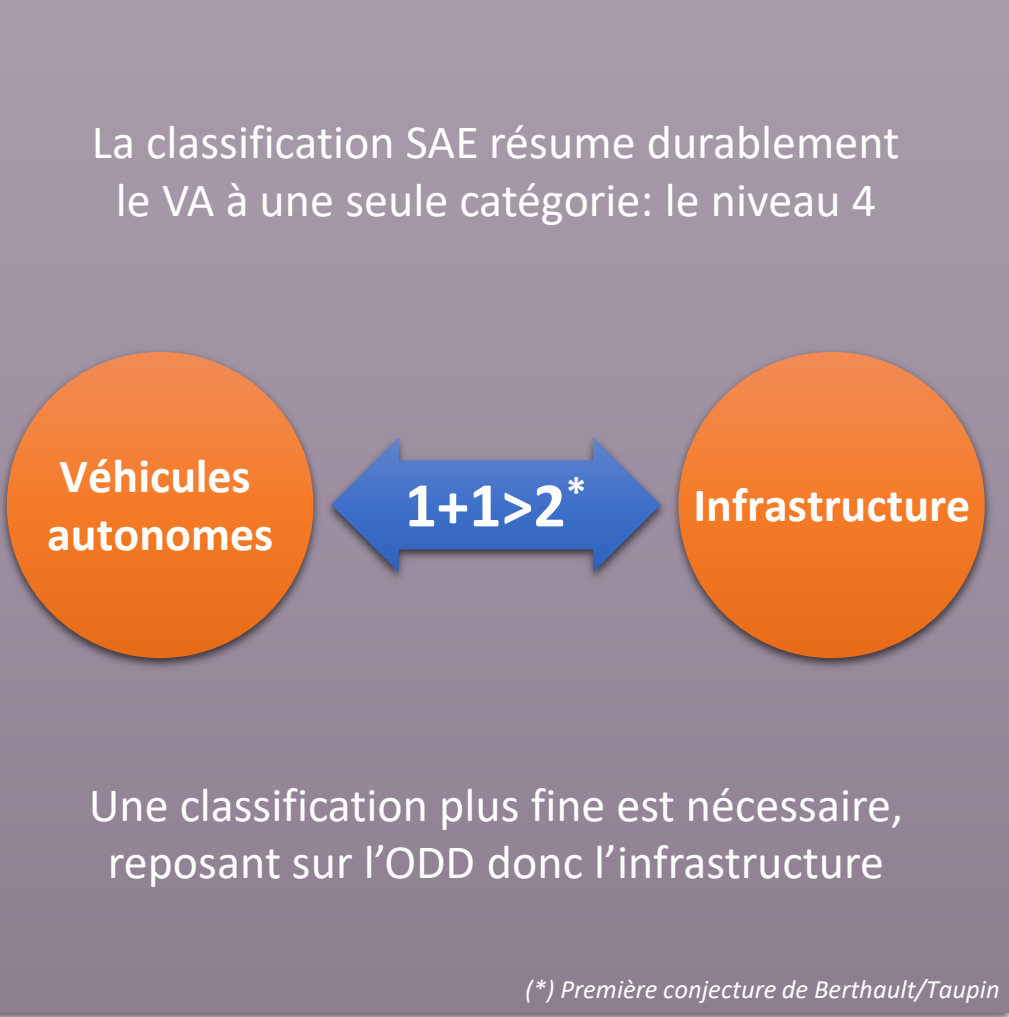 La classification SAE résume durablement
le VA à une seule catégorie: le niveau 4
Véhicules
autonomes
1+1>2*
Infrastructure
Une classification plus fine est nécessaire,
reposant sur l’ODD donc l’infrastructure
(*) Première conjecture de Berthault/Taupin